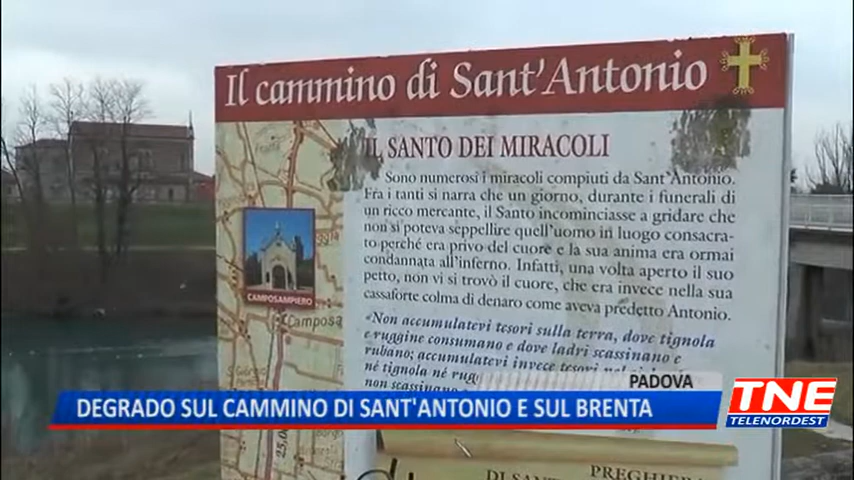 Il cammino di Sant'Antonio
IL SANTO DEI MIRACOLI
Sono numerosi i miracoli compiuti da Sant'Antonio.
Fra i tanti si narra che un giorno, durante i funerali di
un ricco mercante, il Santo incominciasse a gridare che
non si poteva seppellire quell'uomo in luogo consacra-
to perché era privo del cuore e la sua anima era ormai
condannata all'inferno. Infatti, una volta aperto il suo
petto, non vi si trovò il cuore, che era invece nella sua
cassaforte colma di denaro come aveva predetto Antonio.
«Non accumulatevi tesori sulla terra, dove tignola
e ruggine consumano e dove ladri scassinano e
rubano; accumulatevi invece tesori
né tignola né
non scassinano
CAMPOSAMPIERO
Camposa
PADOVA
DEGRADO SUL CAMMINO DI SANT'ANTONIO E SUL BRENTA
TNE
TELENORDEST
PREGHIERA